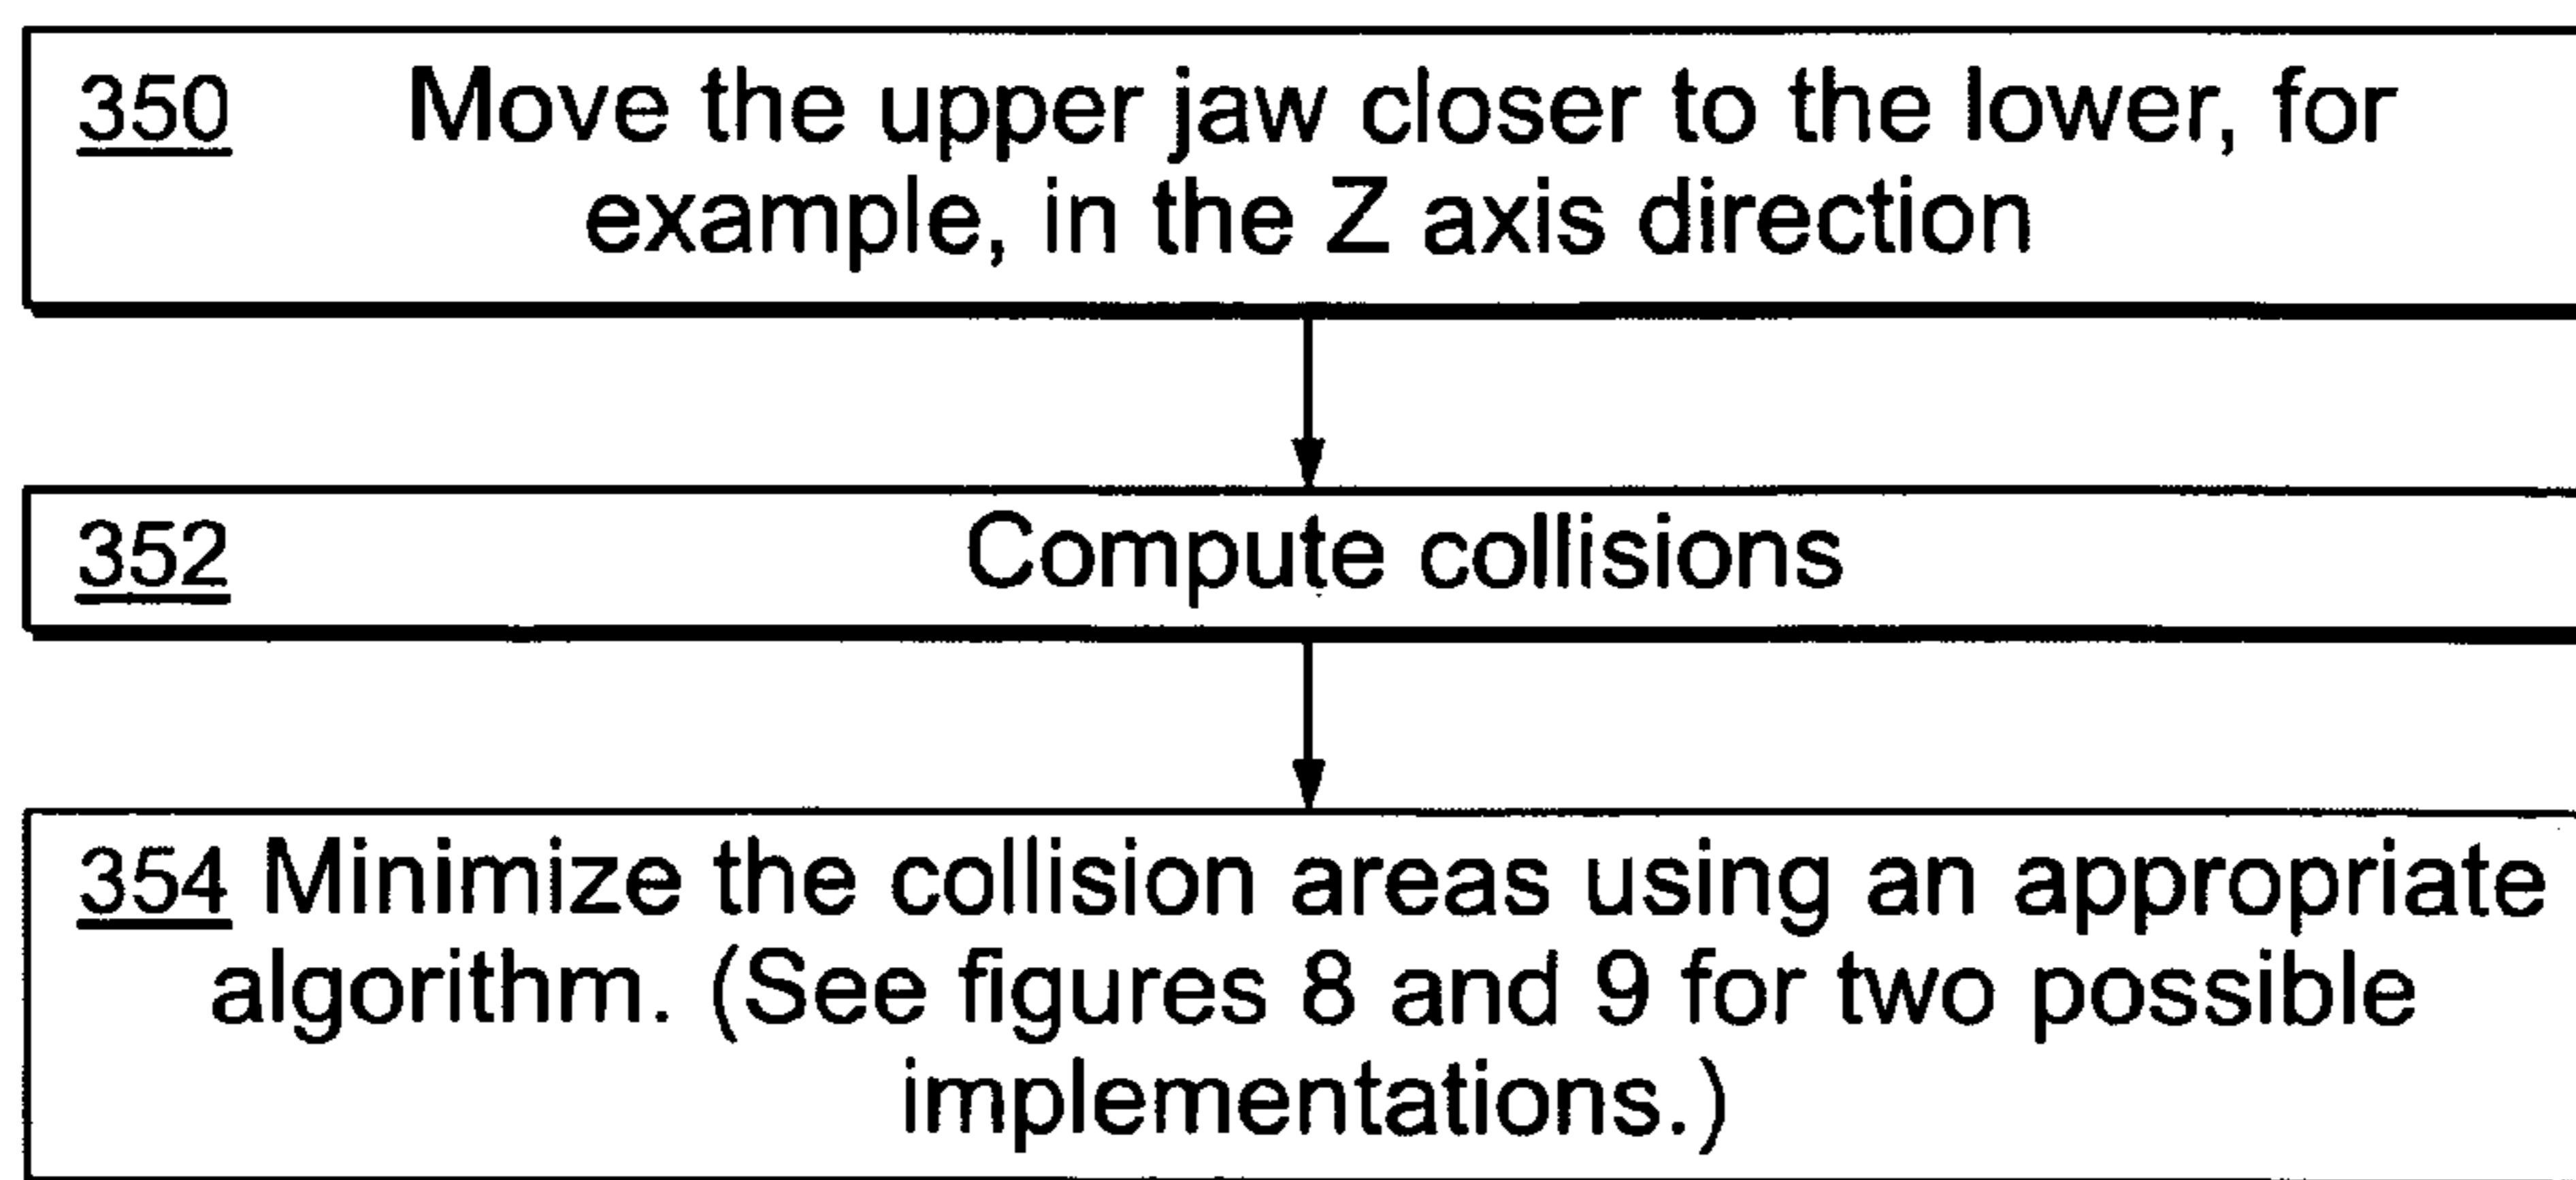 350 Move the upper jaw closer to the lower, for
example, in the Z axis direction
352 Compute collisions
354 Minimize the collision areas using an appropriate
algorithm. (See figures 8 and 9 for two possible
implementations.)